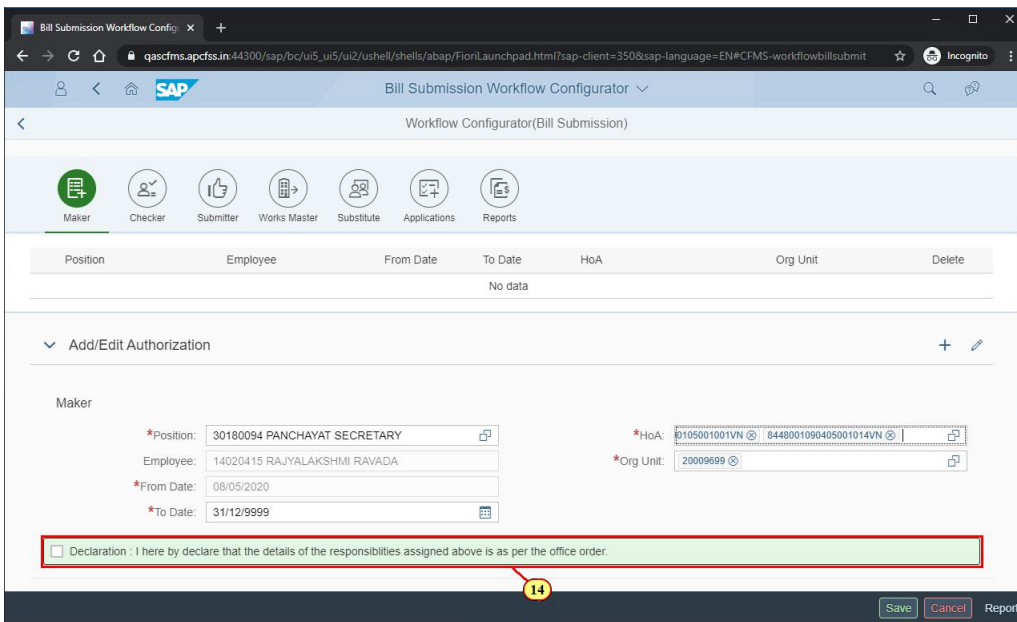 Bill Submission Workflow Config
qascfms.apcfss.in:44300/sap/bc/ui5_ui5/ui2/ushell/shells/abap/FioriLaunchpad.html?sap-client=350&sap-language=EN#CFMS-workflowbillsubmit Incognito
SAP Bill Submission Workflow Configurator
Workflow Configurator(Bill Submission)
Maker Checker Submitter Works Master Substitute Applications Reports
Position Employee From Date To Date HoA Org Unit Delete
No data
Add/Edit Authorization
Maker
*Position: 30180094 PANCHAYAT SECRETARY *HoA: 0105001001VN 8448001090405001014VN
Employee: 14020415 RAJYALAKSHMI RAVADA *Org Unit: 20009699
*From Date: 08/05/2020
*To Date: 31/12/9999
Declaration : I here by declare that the details of the responsiblities assigned above is as per the office order.
14
Save Cancel Report